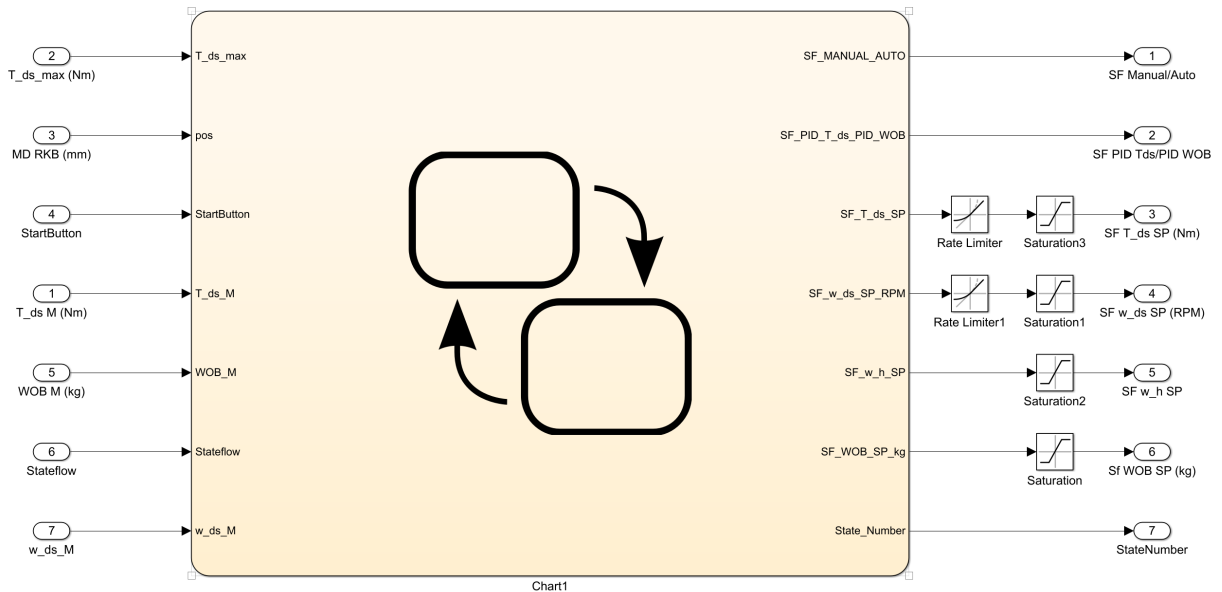 2
T_ds_max (Nm)
T_ds_max
SF_MANUAL_AUTO
1
SF Manual/Auto
3
MD RKB (mm)
pos
SF_PID_T_ds_PID_WOB
2
SF PID Tds/PID WOB
4
StartButton
StartButton
SF_T_ds_SP
Rate Limiter
Saturation3
3
SF T_ds SP (Nm)
1
T_ds M (Nm)
T_ds_M
SF_w_ds_SP_RPM
Rate Limiter1
Saturation1
4
SF w_ds SP (RPM)
5
WOB M (kg)
WOB_M
SF_w_h_SP
Saturation2
5
SF w_h SP
6
Stateflow
Stateflow
SF_WOB_SP_kg
Saturation
6
Sf WOB SP (kg)
7
w_ds_M
w_ds_M
State_Number
7
StateNumber
Chart1